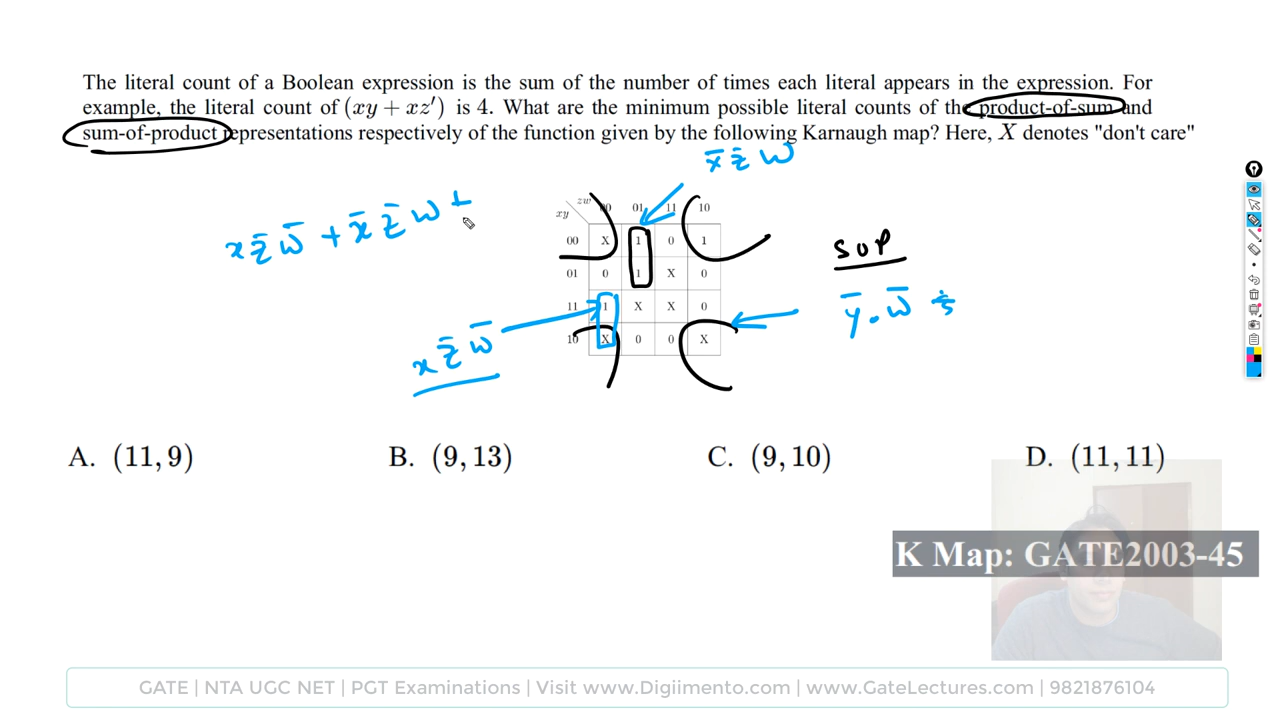 The literal count of a Boolean expression is the sum of the number of times each literal appears in the expression. For
example, the literal count of (xy + xz′) is 4. What are the minimum possible literal counts of the product-of-sum and
sum-of-product representations respectively of the function given by the following Karnaugh map? Here, X denotes "don't care"
x̄ z̄ w
x z̄ w̄ + x̄ z̄ w +
zw 00 01 11 10
xy
00 X 1 0 1
01 0 1 X 0
11 1 X X 0
10 X 0 0 X
SOP
ȳ . w̄ +
x z̄ w̄
A. (11, 9) B. (9, 13) C. (9, 10) D. (11, 11)
K Map: GATE2003-45
GATE | NTA UGC NET | PGT Examinations | Visit www.Digiimento.com | www.GateLectures.com | 9821876104